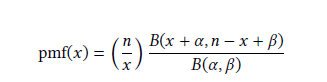 pmf(x) = (n x) B(x + α, n − x + β) / B(α, β)